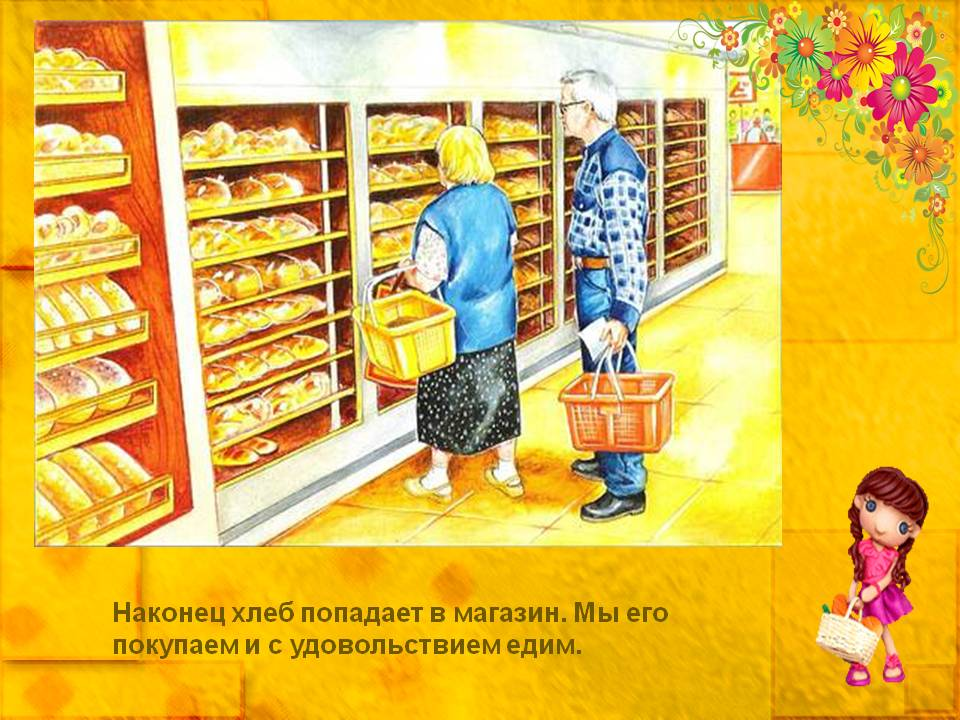 Наконец хлеб попадает в магазин. Мы его
покупаем и с удовольствием едим.